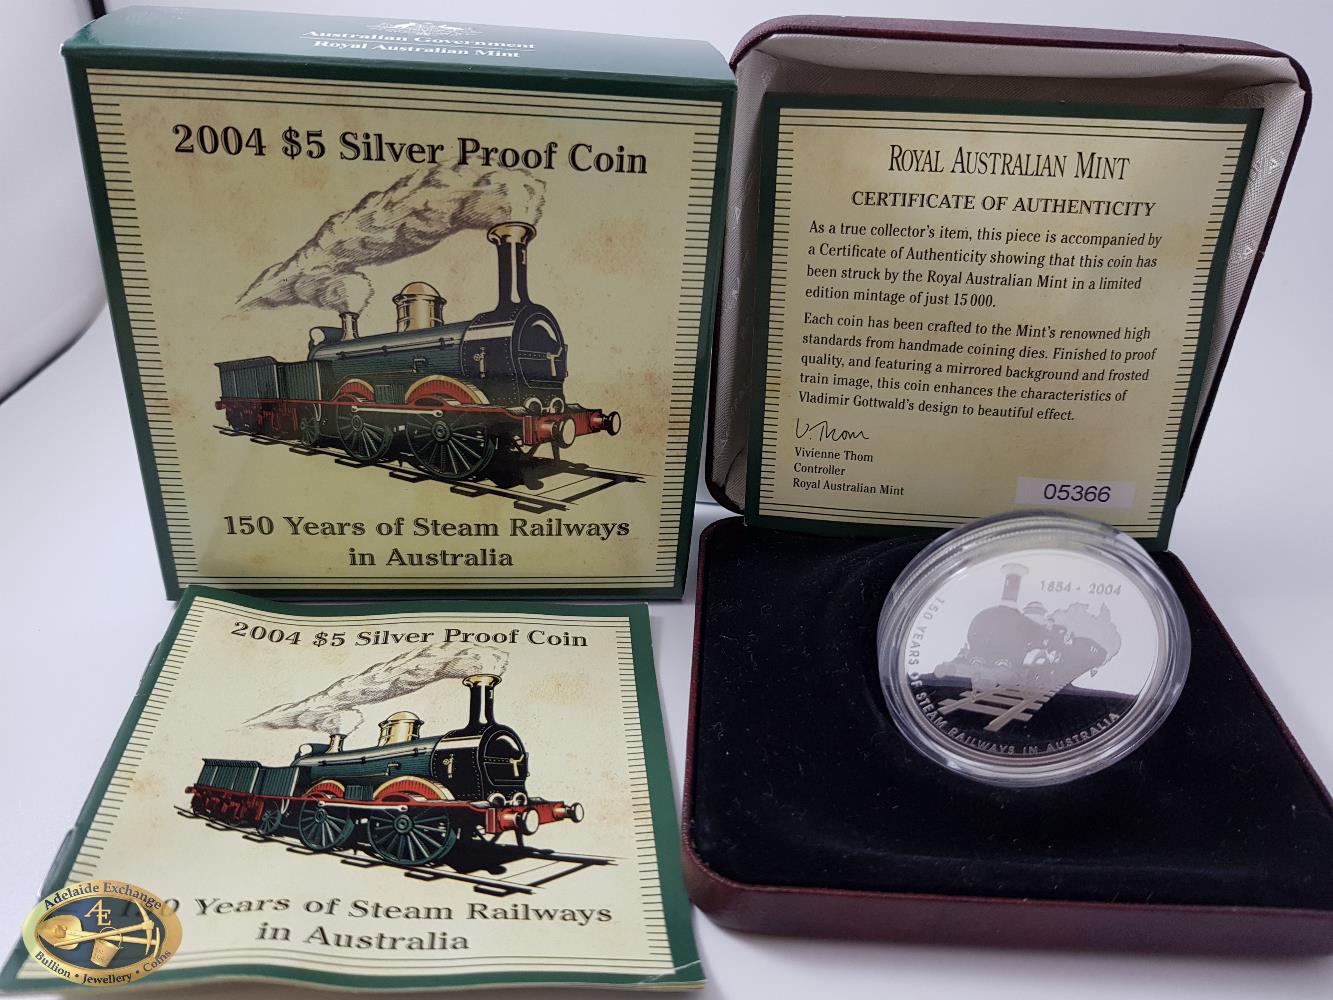 Australian Government
Royal Australian Mint
2004 $5 Silver Proof Coin
150 Years of Steam Railways
in Australia
ROYAL AUSTRALIAN MINT
CERTIFICATE OF AUTHENTICITY
As a true collector's item, this piece is accompanied by
a Certificate of Authenticity showing that this coin has
been struck by the Royal Australian Mint in a limited
edition mintage of just 15 000.
Each coin has been crafted to the Mint's renowned high
standards from handmade coining dies. Finished to proof
quality, and featuring a mirrored background and frosted
train image, this coin enhances the characteristics of
Vladimir Gottwald's design to beautiful effect.
V. Thom
Vivienne Thom
Controller
Royal Australian Mint
05366
1854 · 2004
150 YEARS OF STEAM RAILWAYS IN AUSTRALIA
2004 $5 Silver Proof Coin
150 Years of Steam Railways
in Australia
Adelaide Exchange
AE
Bullion · Jewellery · Coins